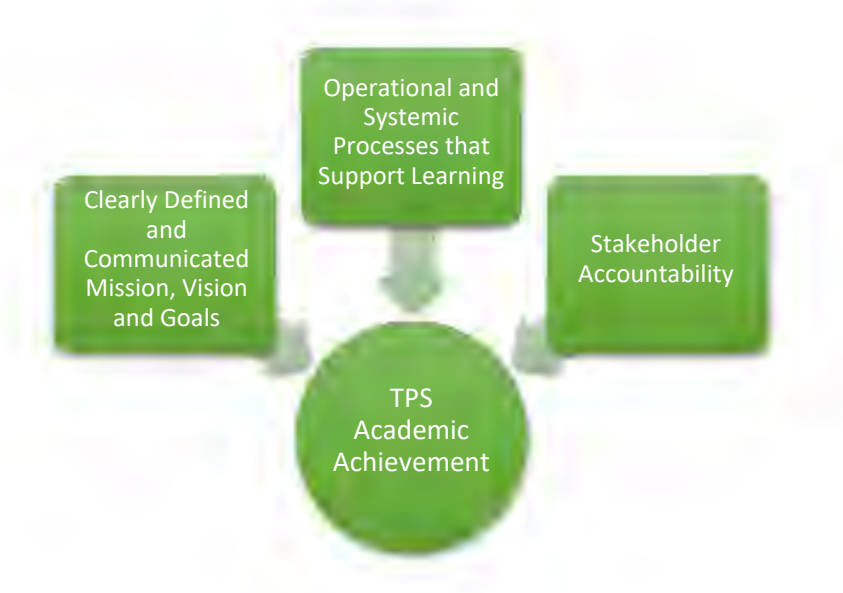 Operational and
Systemic
Processes that
Support Learning
Clearly Defined
and
Communicated
Mission, Vision
and Goals
Stakeholder
Accountability
TPS
Academic
Achievement